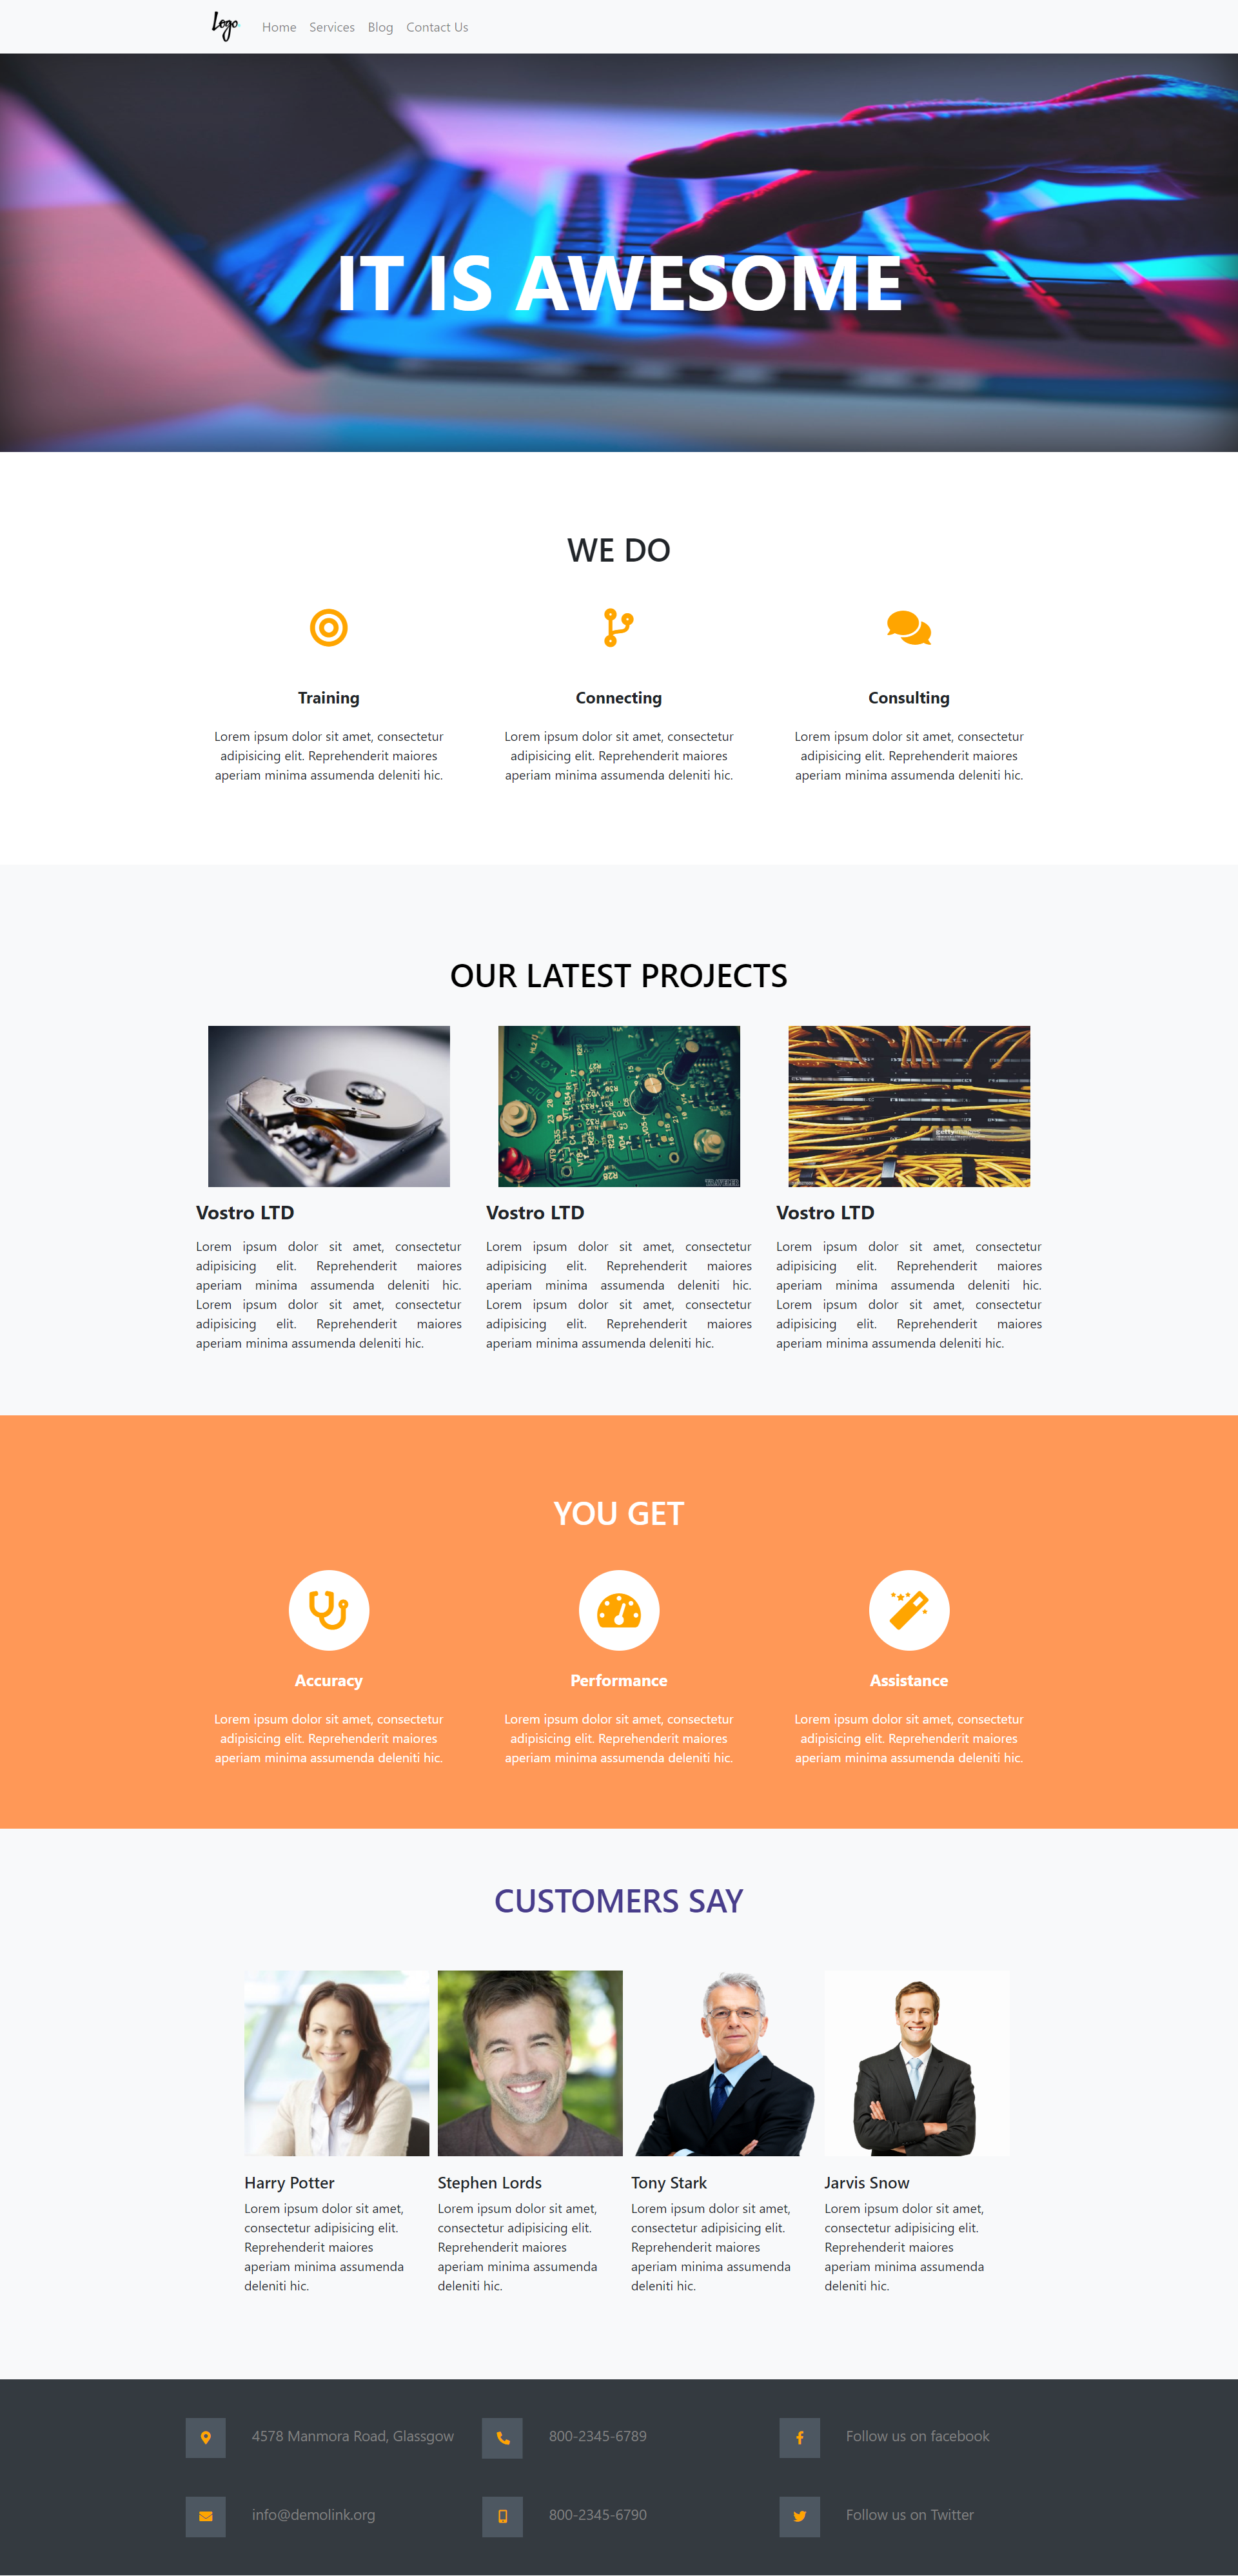 Logo
Home Services Blog Contact Us
IT IS AWESOME
WE DO
Training
Lorem ipsum dolor sit amet, consectetur
adipisicing elit. Reprehenderit maiores
aperiam minima assumenda deleniti hic.
Connecting
Lorem ipsum dolor sit amet, consectetur
adipisicing elit. Reprehenderit maiores
aperiam minima assumenda deleniti hic.
Consulting
Lorem ipsum dolor sit amet, consectetur
adipisicing elit. Reprehenderit maiores
aperiam minima assumenda deleniti hic.
OUR LATEST PROJECTS
Vostro LTD
Lorem ipsum dolor sit amet, consectetur
adipisicing elit. Reprehenderit maiores
aperiam minima assumenda deleniti hic.
Lorem ipsum dolor sit amet, consectetur
adipisicing elit. Reprehenderit maiores
aperiam minima assumenda deleniti hic.
TRAVELER
Vostro LTD
Lorem ipsum dolor sit amet, consectetur
adipisicing elit. Reprehenderit maiores
aperiam minima assumenda deleniti hic.
Lorem ipsum dolor sit amet, consectetur
adipisicing elit. Reprehenderit maiores
aperiam minima assumenda deleniti hic.
Vostro LTD
Lorem ipsum dolor sit amet, consectetur
adipisicing elit. Reprehenderit maiores
aperiam minima assumenda deleniti hic.
Lorem ipsum dolor sit amet, consectetur
adipisicing elit. Reprehenderit maiores
aperiam minima assumenda deleniti hic.
YOU GET
Accuracy
Lorem ipsum dolor sit amet, consectetur
adipisicing elit. Reprehenderit maiores
aperiam minima assumenda deleniti hic.
Performance
Lorem ipsum dolor sit amet, consectetur
adipisicing elit. Reprehenderit maiores
aperiam minima assumenda deleniti hic.
Assistance
Lorem ipsum dolor sit amet, consectetur
adipisicing elit. Reprehenderit maiores
aperiam minima assumenda deleniti hic.
CUSTOMERS SAY
Harry Potter
Lorem ipsum dolor sit amet,
consectetur adipisicing elit.
Reprehenderit maiores
aperiam minima assumenda
deleniti hic.
Stephen Lords
Lorem ipsum dolor sit amet,
consectetur adipisicing elit.
Reprehenderit maiores
aperiam minima assumenda
deleniti hic.
Tony Stark
Lorem ipsum dolor sit amet,
consectetur adipisicing elit.
Reprehenderit maiores
aperiam minima assumenda
deleniti hic.
Jarvis Snow
Lorem ipsum dolor sit amet,
consectetur adipisicing elit.
Reprehenderit maiores
aperiam minima assumenda
deleniti hic.
4578 Manmora Road, Glassgow
800-2345-6789
Follow us on facebook
info@demolink.org
800-2345-6790
Follow us on Twitter